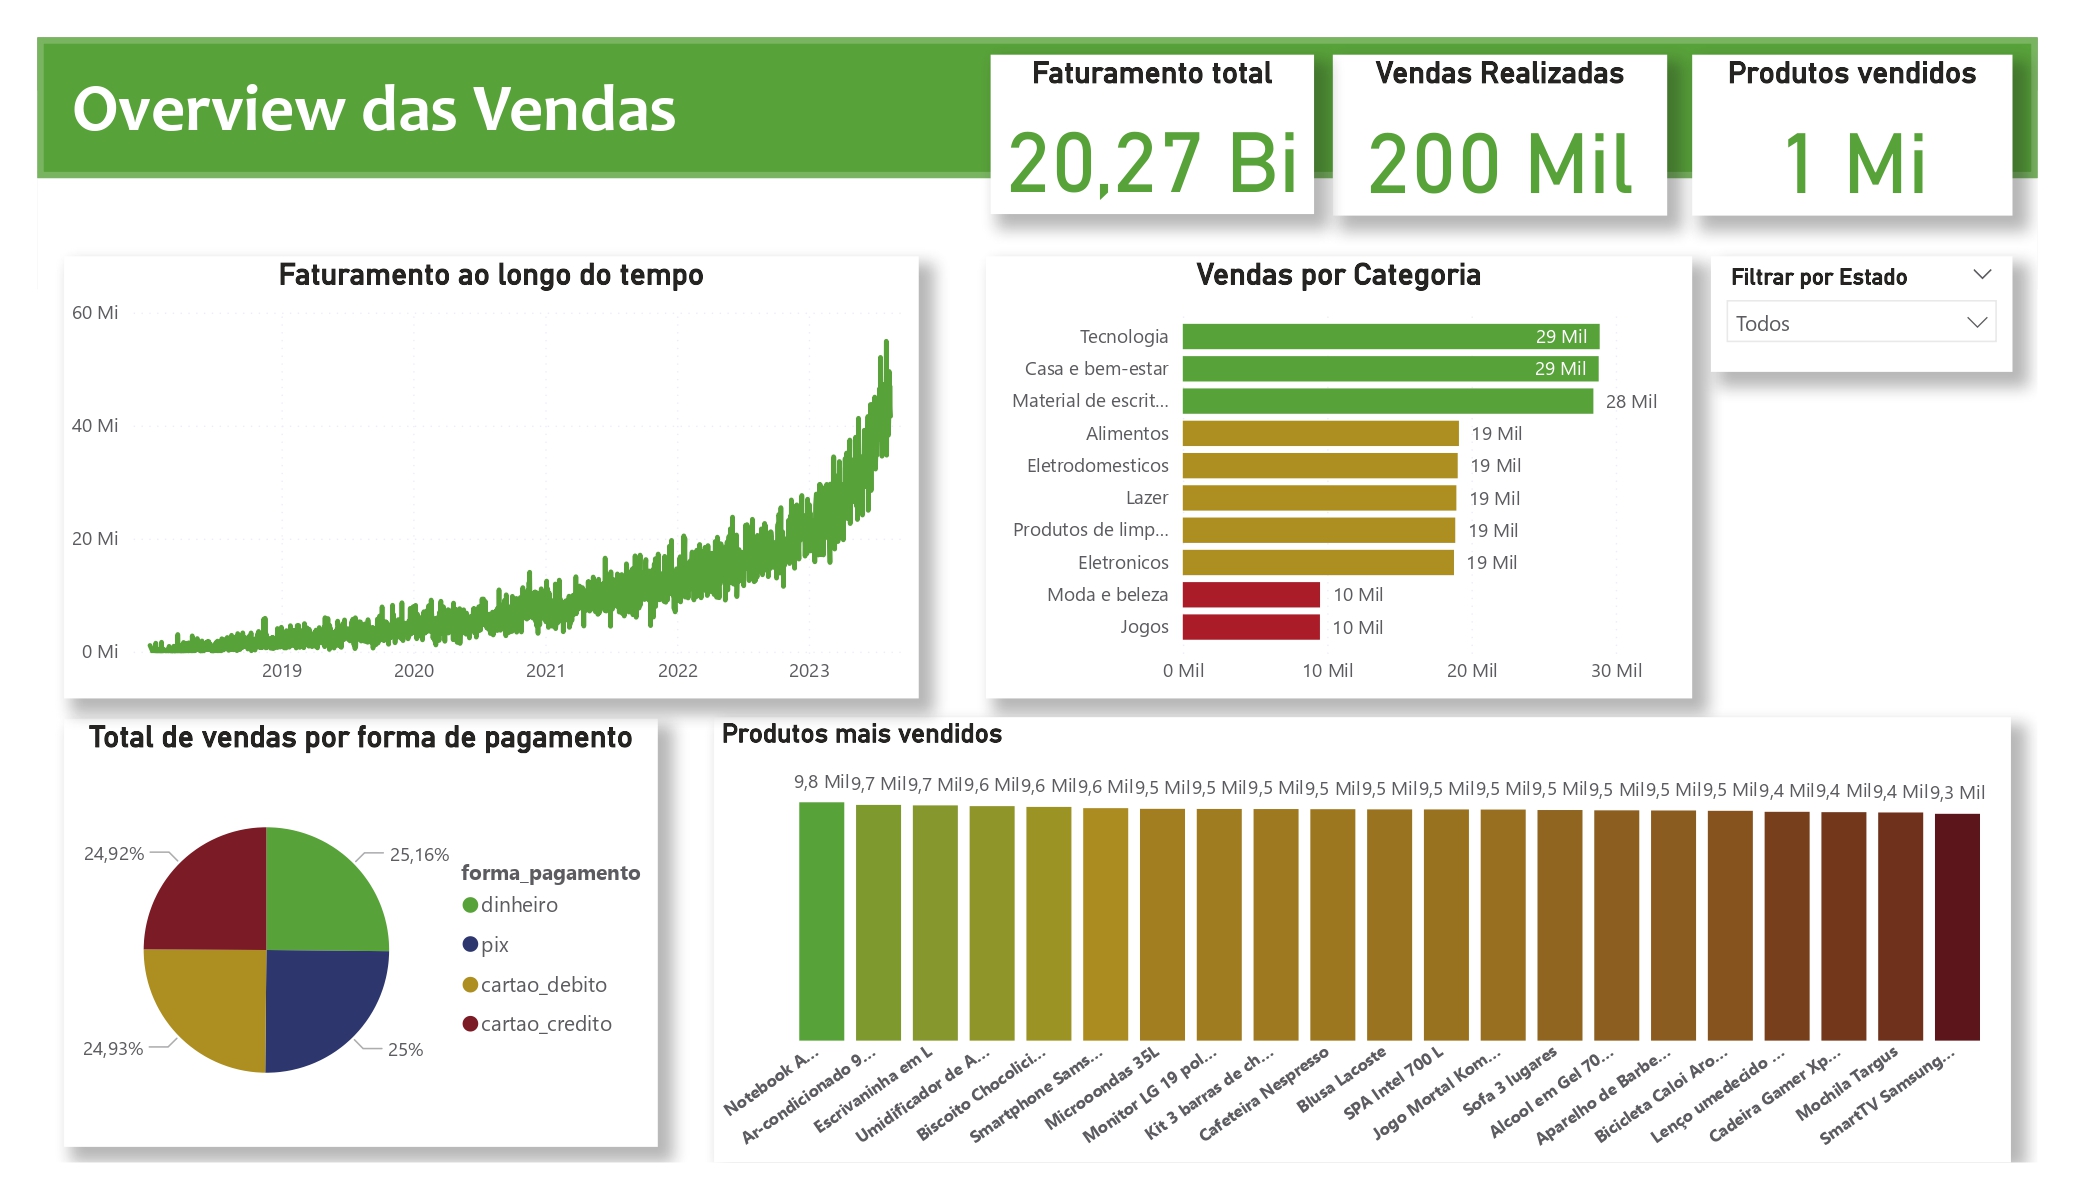 Overview das Vendas
Faturamento total
20,27 Bi
Vendas Realizadas
200 Mil
Produtos vendidos
1 Mi
Faturamento ao longo do tempo
60 Mi
40 Mi
20 Mi
0 Mi
2019 2020 2021 2022 2023
Vendas por Categoria
Tecnologia 29 Mil
Casa e bem-estar 29 Mil
Material de escrit... 28 Mil
Alimentos 19 Mil
Eletrodomesticos 19 Mil
Lazer 19 Mil
Produtos de limp... 19 Mil
Eletronicos 19 Mil
Moda e beleza 10 Mil
Jogos 10 Mil
0 Mil 10 Mil 20 Mil 30 Mil
Filtrar por Estado
Todos
Total de vendas por forma de pagamento
24,92%
25,16%
24,93%
25%
forma_pagamento
dinheiro
pix
cartao_debito
cartao_credito
Produtos mais vendidos
9,8 Mil 9,7 Mil 9,7 Mil 9,6 Mil 9,6 Mil 9,6 Mil 9,5 Mil 9,5 Mil 9,5 Mil 9,5 Mil 9,5 Mil 9,5 Mil 9,5 Mil 9,5 Mil 9,5 Mil 9,5 Mil 9,5 Mil 9,4 Mil 9,4 Mil 9,4 Mil 9,3 Mil
Notebook A...
Ar-condicionado 9...
Escrivaninha em L
Umidificador de A...
Biscoito Chocolici...
Smartphone Sams...
Microondas 35L
Monitor LG 19 pol...
Kit 3 barras de ch...
Cafeteira Nespresso
Blusa Lacoste
SPA Intel 700 L
Jogo Mortal Kom...
Sofa 3 lugares
Alcool em Gel 70...
Aparelho de Barbe...
Bicicleta Caloi Aro...
Lenço umedecido ...
Cadeira Gamer Xp...
Mochila Targus
SmartTV Samsung...